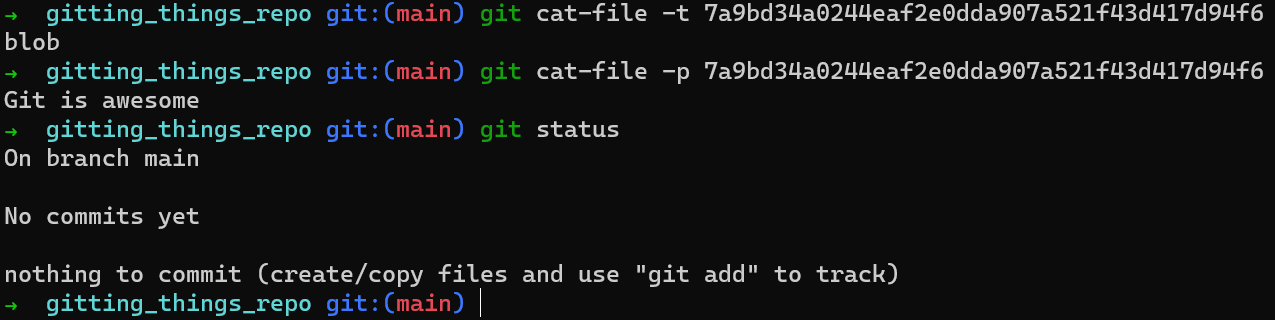 → gitting_things_repo git:(main) git cat-file -t 7a9bd34a0244eaf2e0dda907a521f43d417d94f6
blob
→ gitting_things_repo git:(main) git cat-file -p 7a9bd34a0244eaf2e0dda907a521f43d417d94f6
Git is awesome
→ gitting_things_repo git:(main) git status
On branch main
No commits yet
nothing to commit (create/copy files and use "git add" to track)
→ gitting_things_repo git:(main)